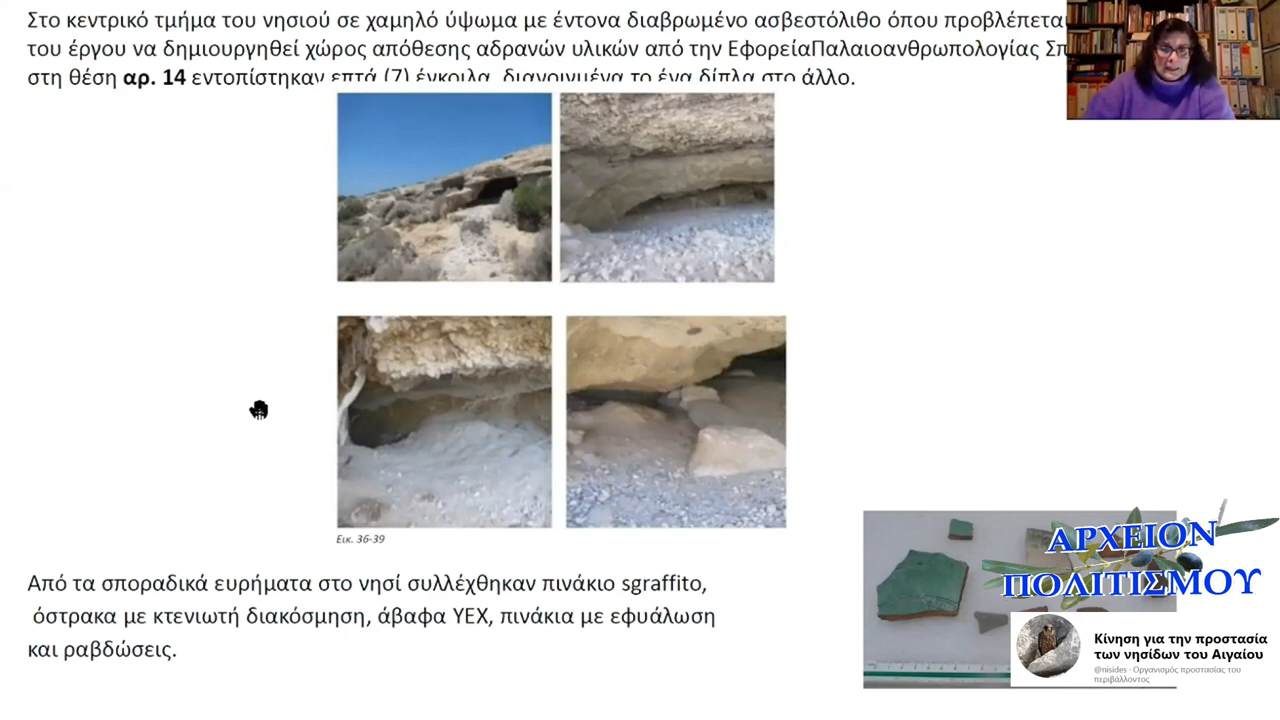 Στο κεντρικό τμήμα του νησιού σε χαμηλό ύψωμα με έντονα διαβρωμένο ασβεστόλιθο όπου
του έργου να δημιουργηθεί χώρος απόθεσης αδρανών υλικών από την ΕφορείαΠαλαιοανθρωπολογίας
στη θέση αρ. 14 εντοπίστηκαν επτά (7) έγκοιλα, διανοιγμένα το ένα δίπλα στο άλλο.
Εικ. 36-39
Από τα σποραδικά ευρήματα στο νησί συλλέχθηκαν πινάκιο sgraffito,
όστρακα με κτενιωτή διακόσμηση, άβαφα ΥΕΧ, πινάκια με εφυάλωση
και ραβδώσεις.
ΑΡΧΕΙΟΝ
ΠΟΛΙΤΙΣΜΟΥ
Κίνηση για την προστασία
των νησίδων του Αιγαίου
@nisides · Οργανισμός προστασίας του
περιβάλλοντος